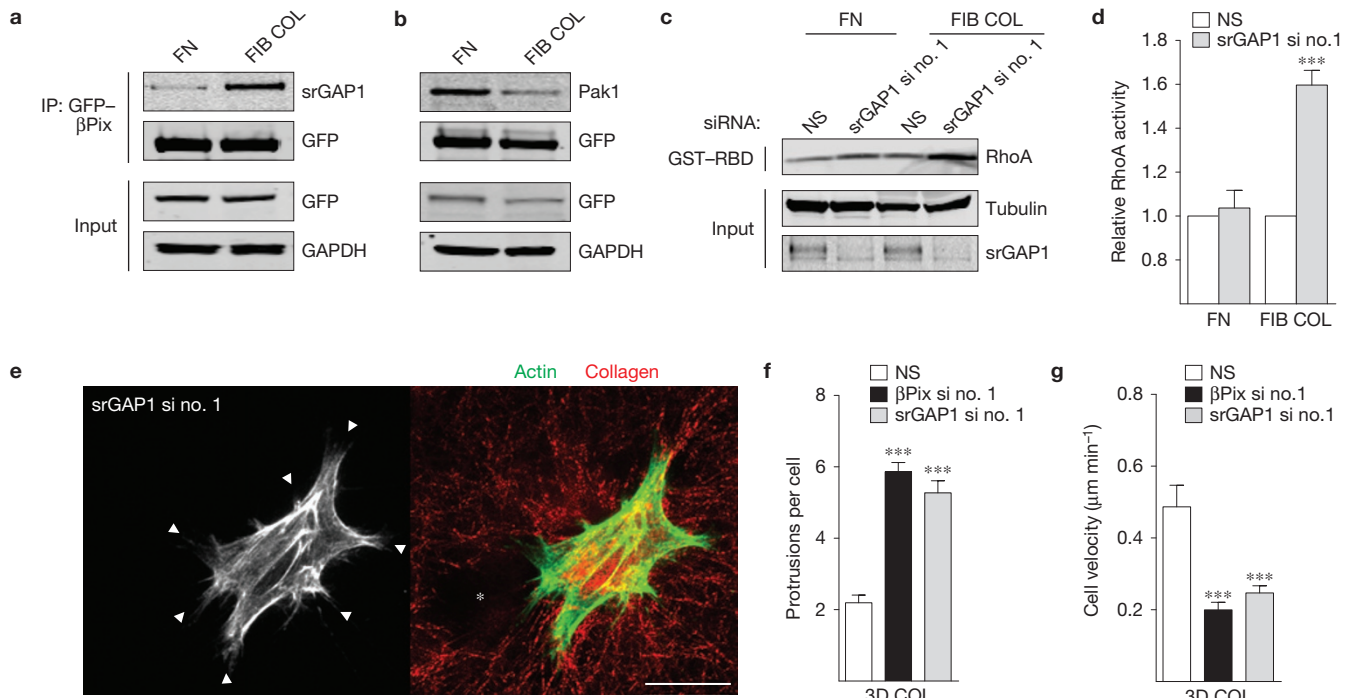 a
FN
FIB COL
IP: GFP–
βPix
srGAP1
GFP
Input
GFP
GAPDH
b
FN
FIB COL
Pak1
GFP
GFP
GAPDH
c
FN
FIB COL
siRNA:
NS
srGAP1 si no. 1
NS
srGAP1 si no. 1
GST–RBD
RhoA
Input
Tubulin
srGAP1
d
NS
srGAP1 si no.1
Relative RhoA activity
1.8
1.6
1.4
1.2
1.0
0.8
***
FN
FIB COL
e
Actin
Collagen
srGAP1 si no. 1
*
f
NS
βPix si no. 1
srGAP1 si no. 1
Protrusions per cell
8
6
4
2
***
***
3D COL
g
NS
βPix si no.1
srGAP1 si no.1
Cell velocity (μm min⁻¹)
0.8
0.6
0.4
0.2
***
***
3D COL